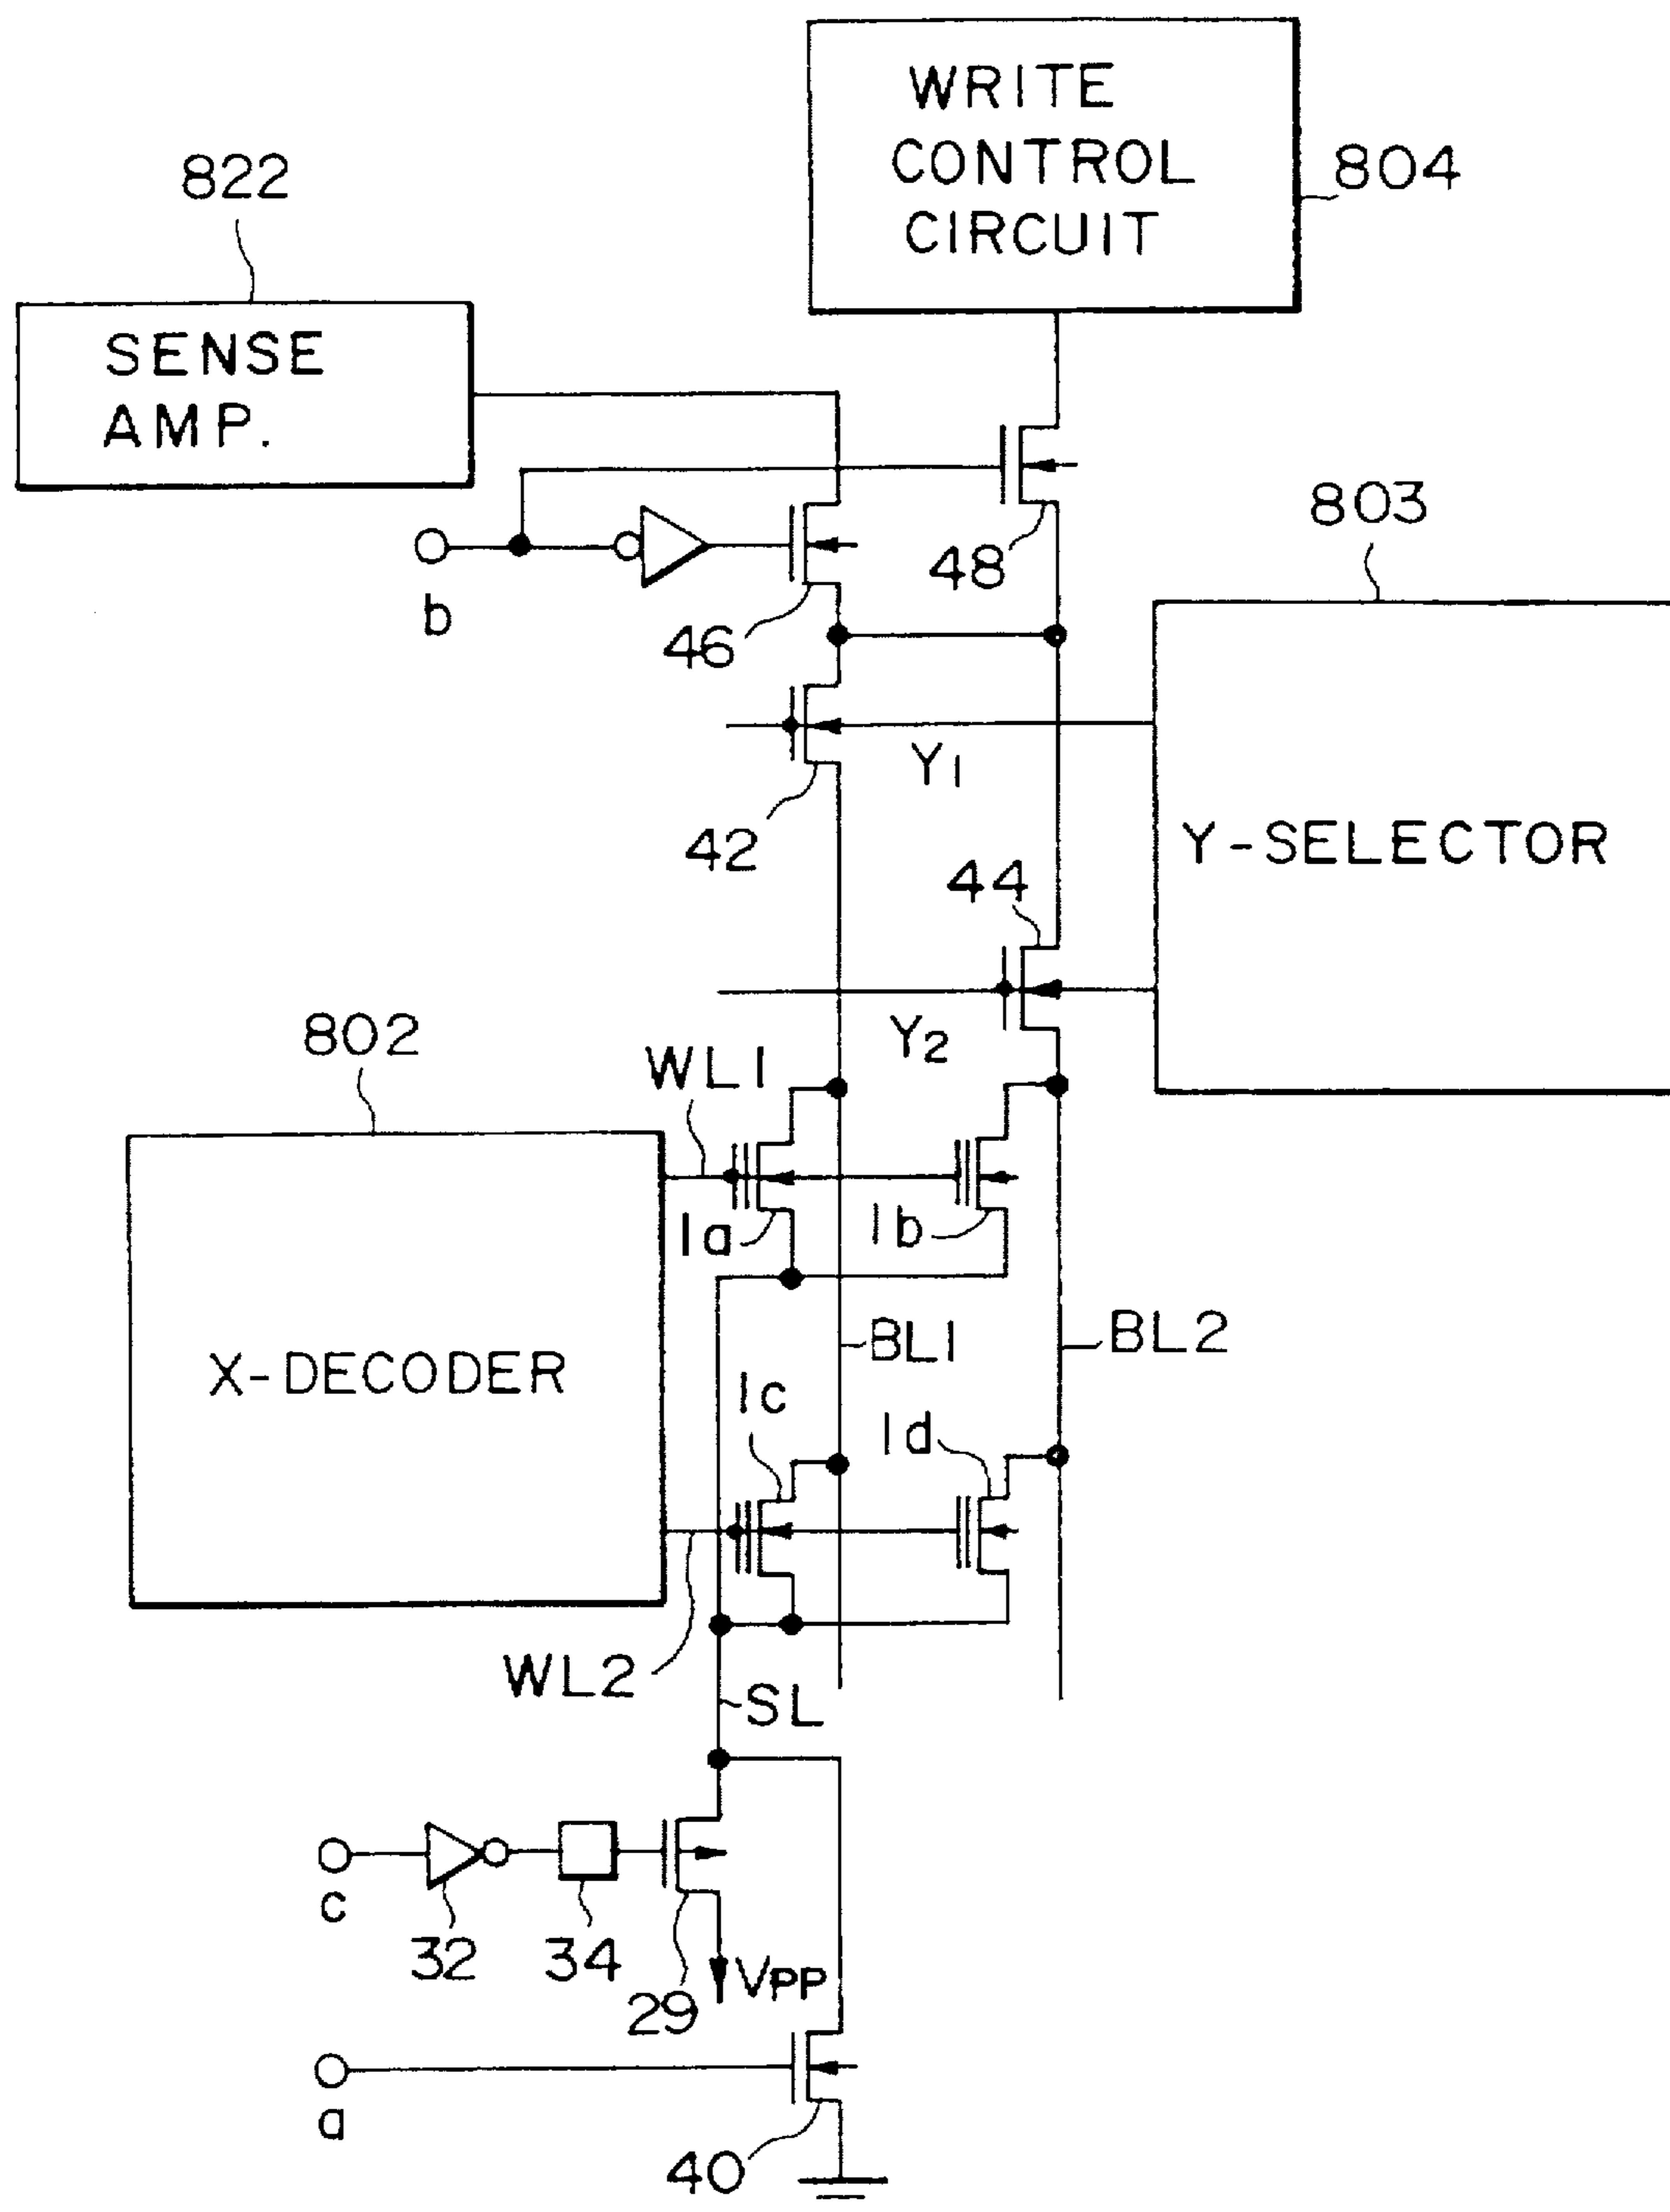 WRITE
CONTROL
CIRCUIT
804
822
SENSE
AMP.
803
b
48
46
Y1
42
Y-SELECTOR
44
802
WL1
Y2
1a
1b
BL1
BL2
X-DECODER
1c
1d
WL2
SL
c
32
34
29
VPP
a
40